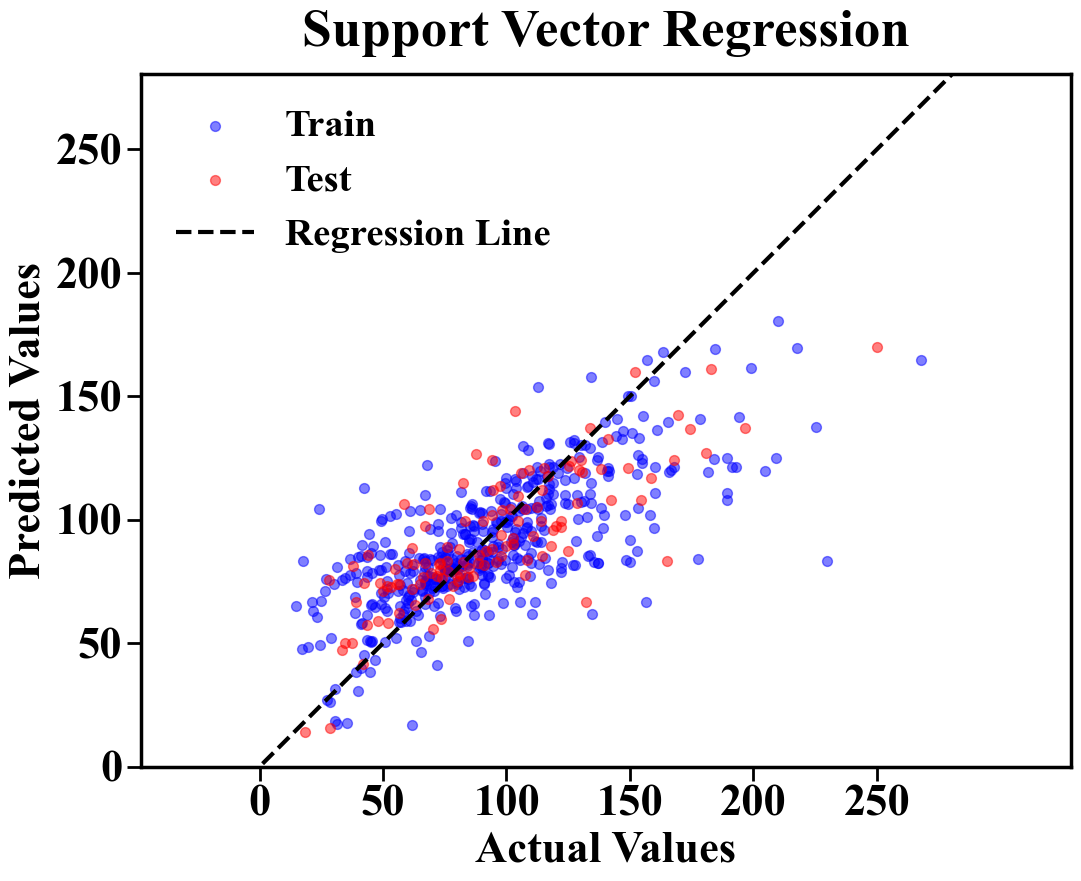 Support Vector Regression
Train
Test
Regression Line
Predicted Values
250
200
150
100
50
0
0 50 100 150 200 250
Actual Values